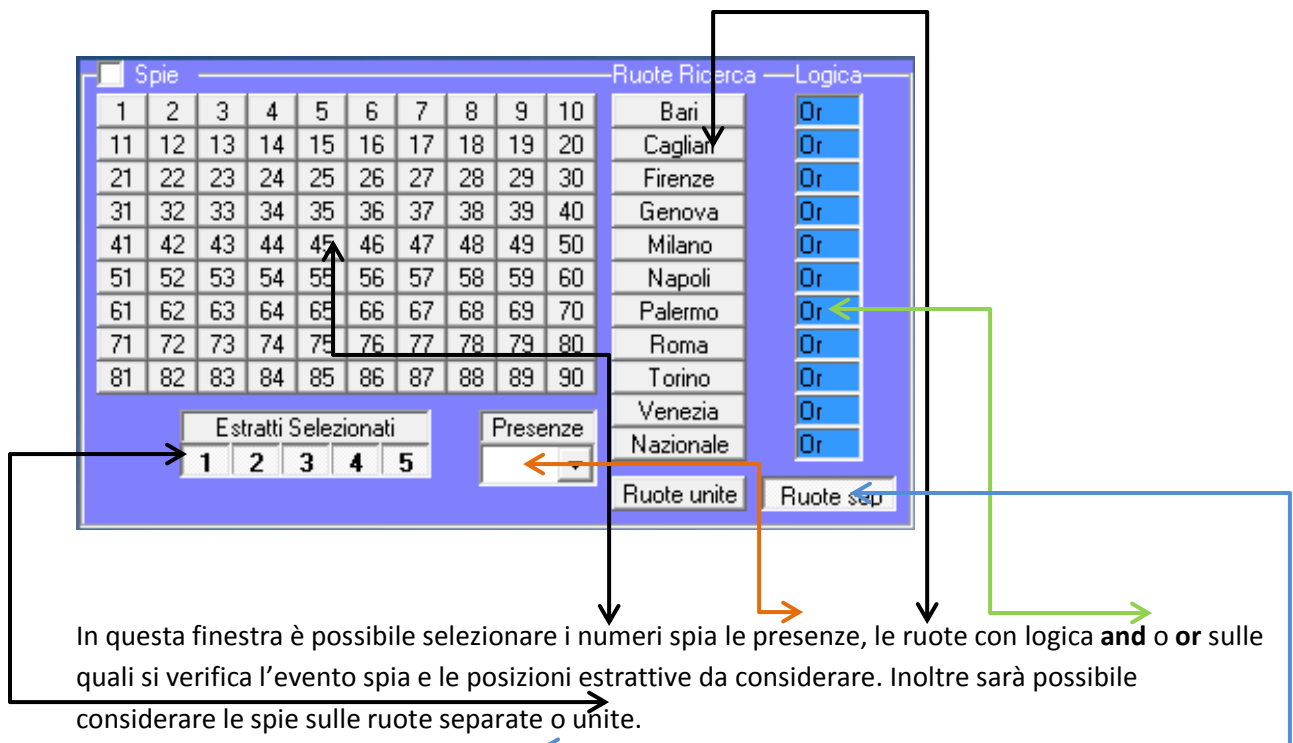 Spie Ruote Ricerca Logica
1 2 3 4 5 6 7 8 9 10 Bari Or
11 12 13 14 15 16 17 18 19 20 Cagliari Or
21 22 23 24 25 26 27 28 29 30 Firenze Or
31 32 33 34 35 36 37 38 39 40 Genova Or
41 42 43 44 45 46 47 48 49 50 Milano Or
51 52 53 54 55 56 57 58 59 60 Napoli Or
61 62 63 64 65 66 67 68 69 70 Palermo Or
71 72 73 74 75 76 77 78 79 80 Roma Or
81 82 83 84 85 86 87 88 89 90 Torino Or
Venezia Or
Estratti Selezionati Presenze
Nazionale Or
1 2 3 4 5
Ruote unite Ruote sep
In questa finestra è possibile selezionare i numeri spia le presenze, le ruote con logica and o or sulle
quali si verifica l'evento spia e le posizioni estrattive da considerare. Inoltre sarà possibile
considerare le spie sulle ruote separate o unite.